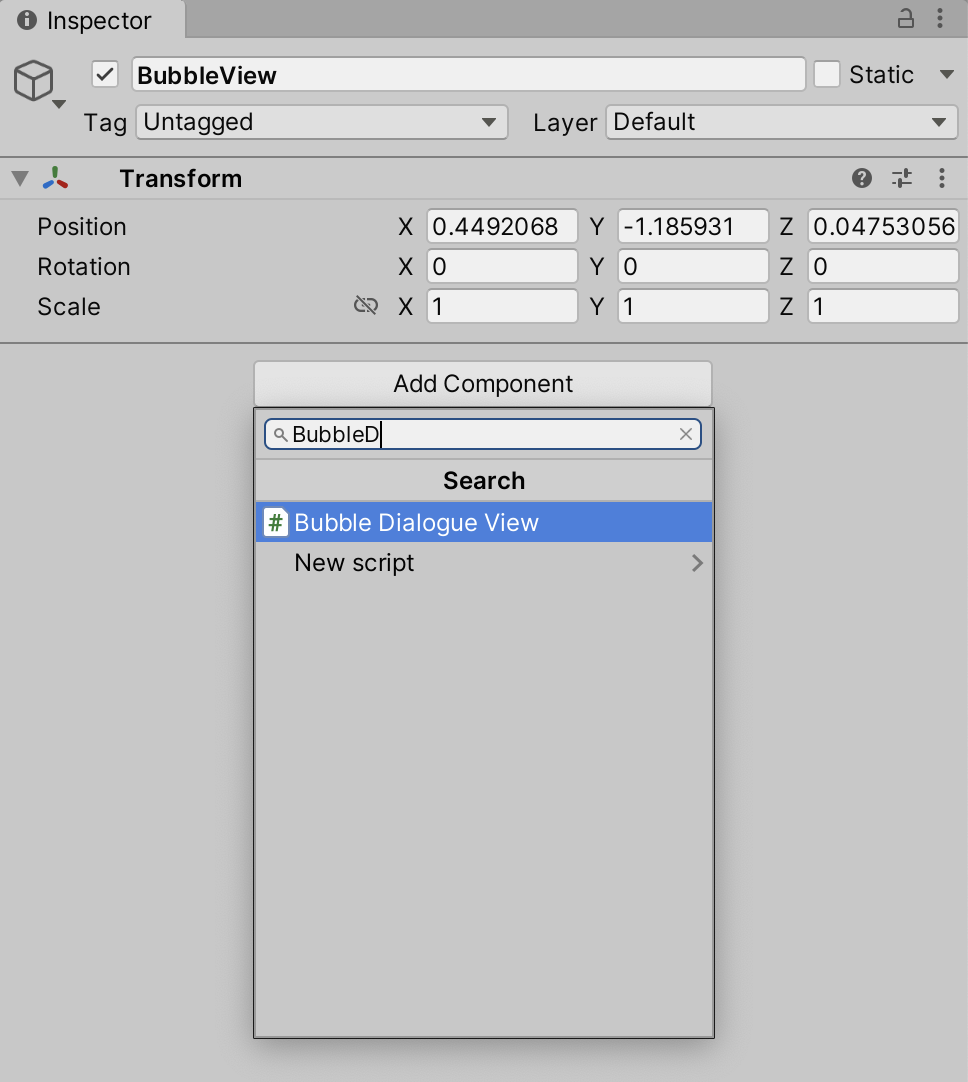 Inspector
BubbleView Static
Tag Untagged Layer Default
Transform
Position X 0.4492068 Y -1.185931 Z 0.04753056
Rotation X 0 Y 0 Z 0
Scale X 1 Y 1 Z 1
Add Component
BubbleD
Search
# Bubble Dialogue View
New script